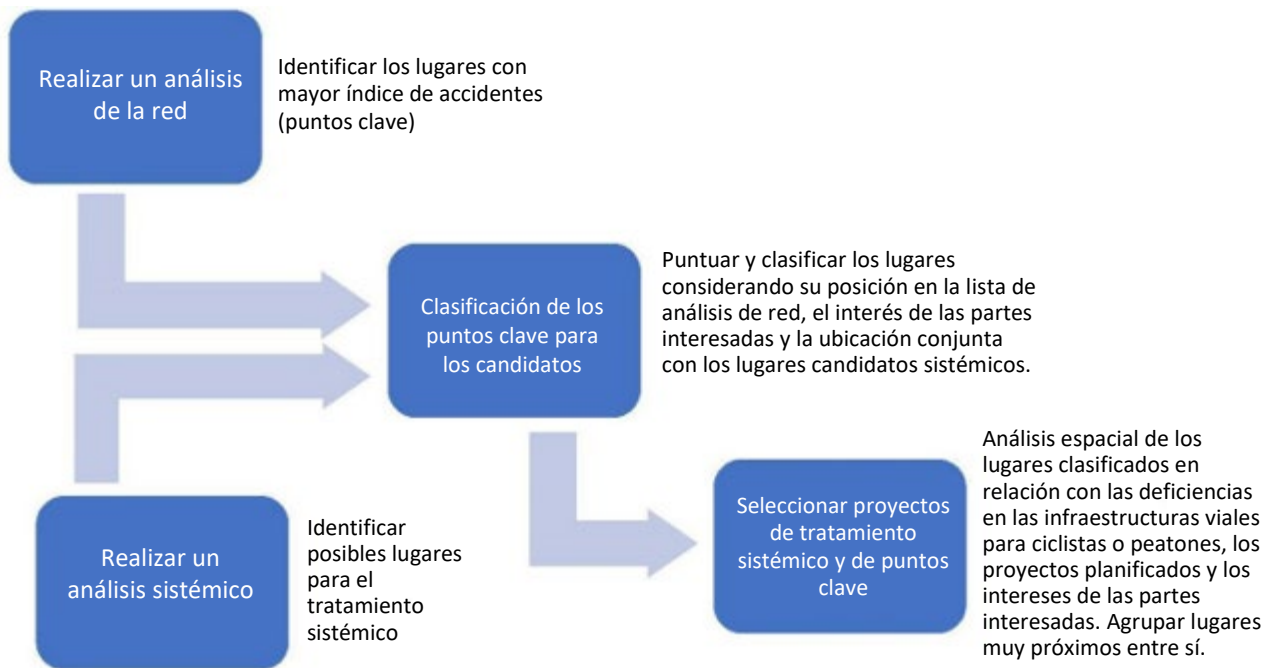 Realizar un análisis
de la red
Identificar los lugares con
mayor índice de accidentes
(puntos clave)
Clasificación de los
puntos clave para
los candidatos
Puntuar y clasificar los lugares
considerando su posición en la lista de
análisis de red, el interés de las partes
interesadas y la ubicación conjunta
con los lugares candidatos sistémicos.
Realizar un
análisis sistémico
Identificar
posibles lugares
para el
tratamiento
sistémico
Seleccionar proyectos
de tratamiento
sistémico y de puntos
clave
Análisis espacial de los
lugares clasificados en
relación con las deficiencias
en las infraestructuras viales
para ciclistas o peatones, los
proyectos planificados y los
intereses de las partes
interesadas. Agrupar lugares
muy próximos entre sí.